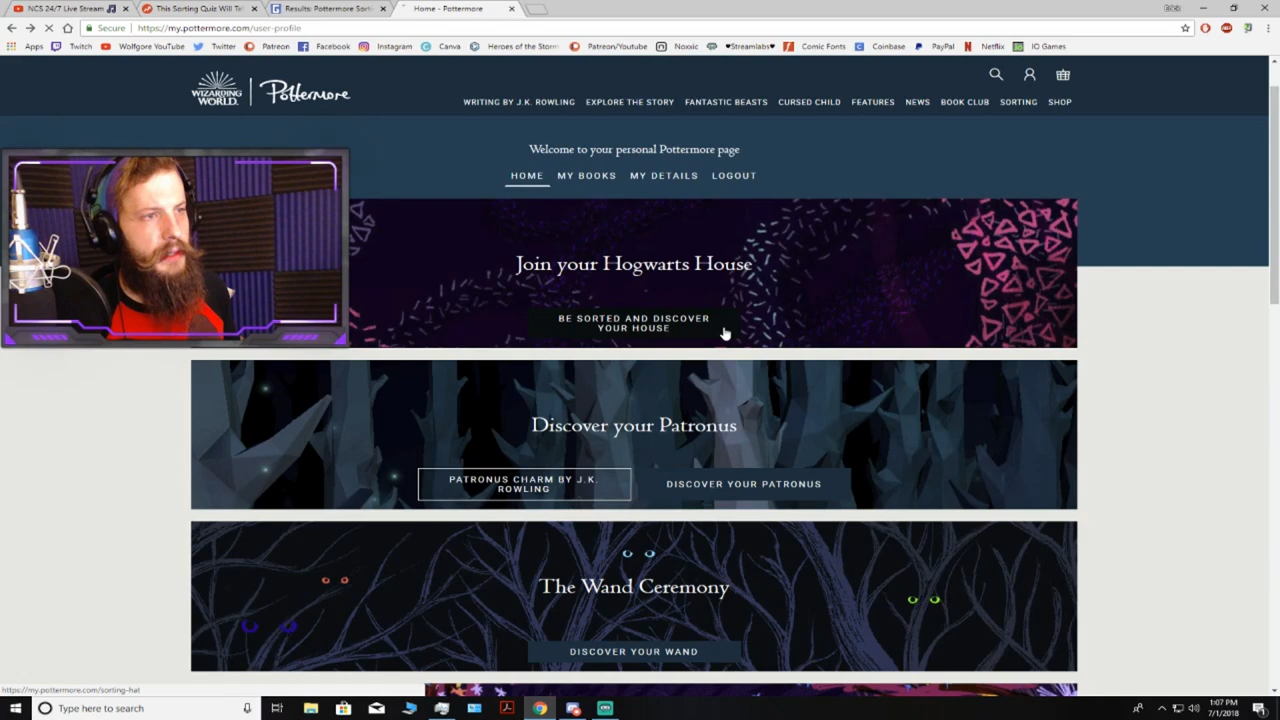 NCS 24/7 Live Stream
This Sorting Quiz Will Tel
Results: Pottermore Sorti
Home - Pottermore
Secure
https://my.pottermore.com/user-profile
Apps Twitch Wolfgore YouTube Twitter Patreon Facebook Instagram Canva Heroes of the Storm Patreon/Youtube Noxxic ♥Streamlabs♥ Comic Fonts Coinbase PayPal Netflix IO Games
WIZARDING WORLD
Pottermore
WRITING BY J.K. ROWLING EXPLORE THE STORY FANTASTIC BEASTS CURSED CHILD FEATURES NEWS BOOK CLUB SORTING SHOP
Welcome to your personal Pottermore page
HOME MY BOOKS MY DETAILS LOGOUT
Join your Hogwarts House
BE SORTED AND DISCOVER
YOUR HOUSE
Discover your Patronus
PATRONUS CHARM BY J.K.
ROWLING
DISCOVER YOUR PATRONUS
The Wand Ceremony
DISCOVER YOUR WAND
https://my.pottermore.com/sorting-hat
Type here to search
1:07 PM
7/1/2018